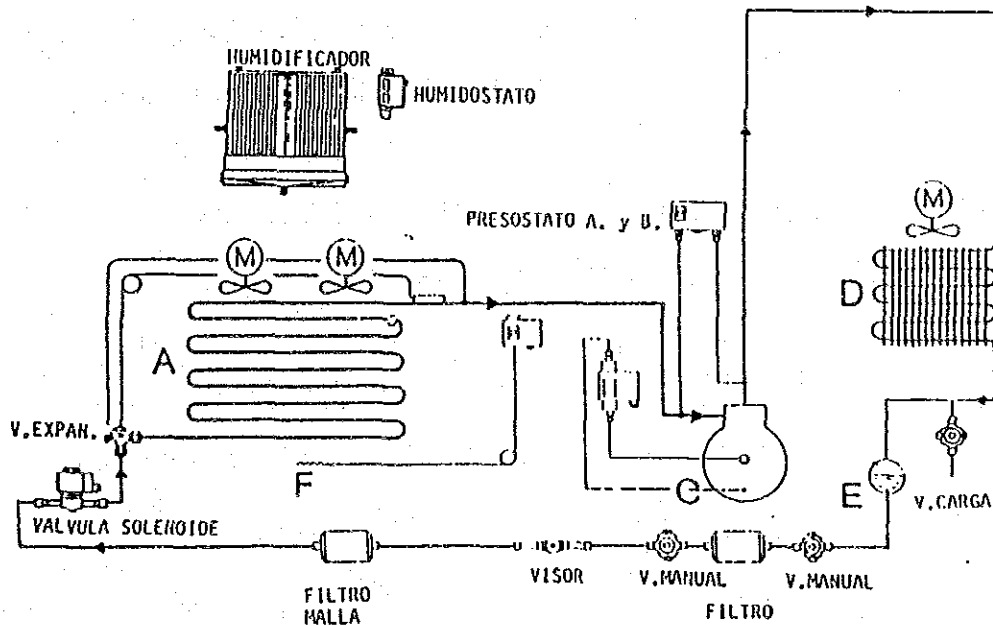 HUMIDIFICADOR
HUMIDOSTATO
PRESOSTATO A. y B.
M
M
M
D
A
V.EXPAN.
F
C
E
V.CARGA
VALVULA SOLENOIDE
VISOR
V.MANUAL
V.MANUAL
FILTRO
MALLA
FILTRO